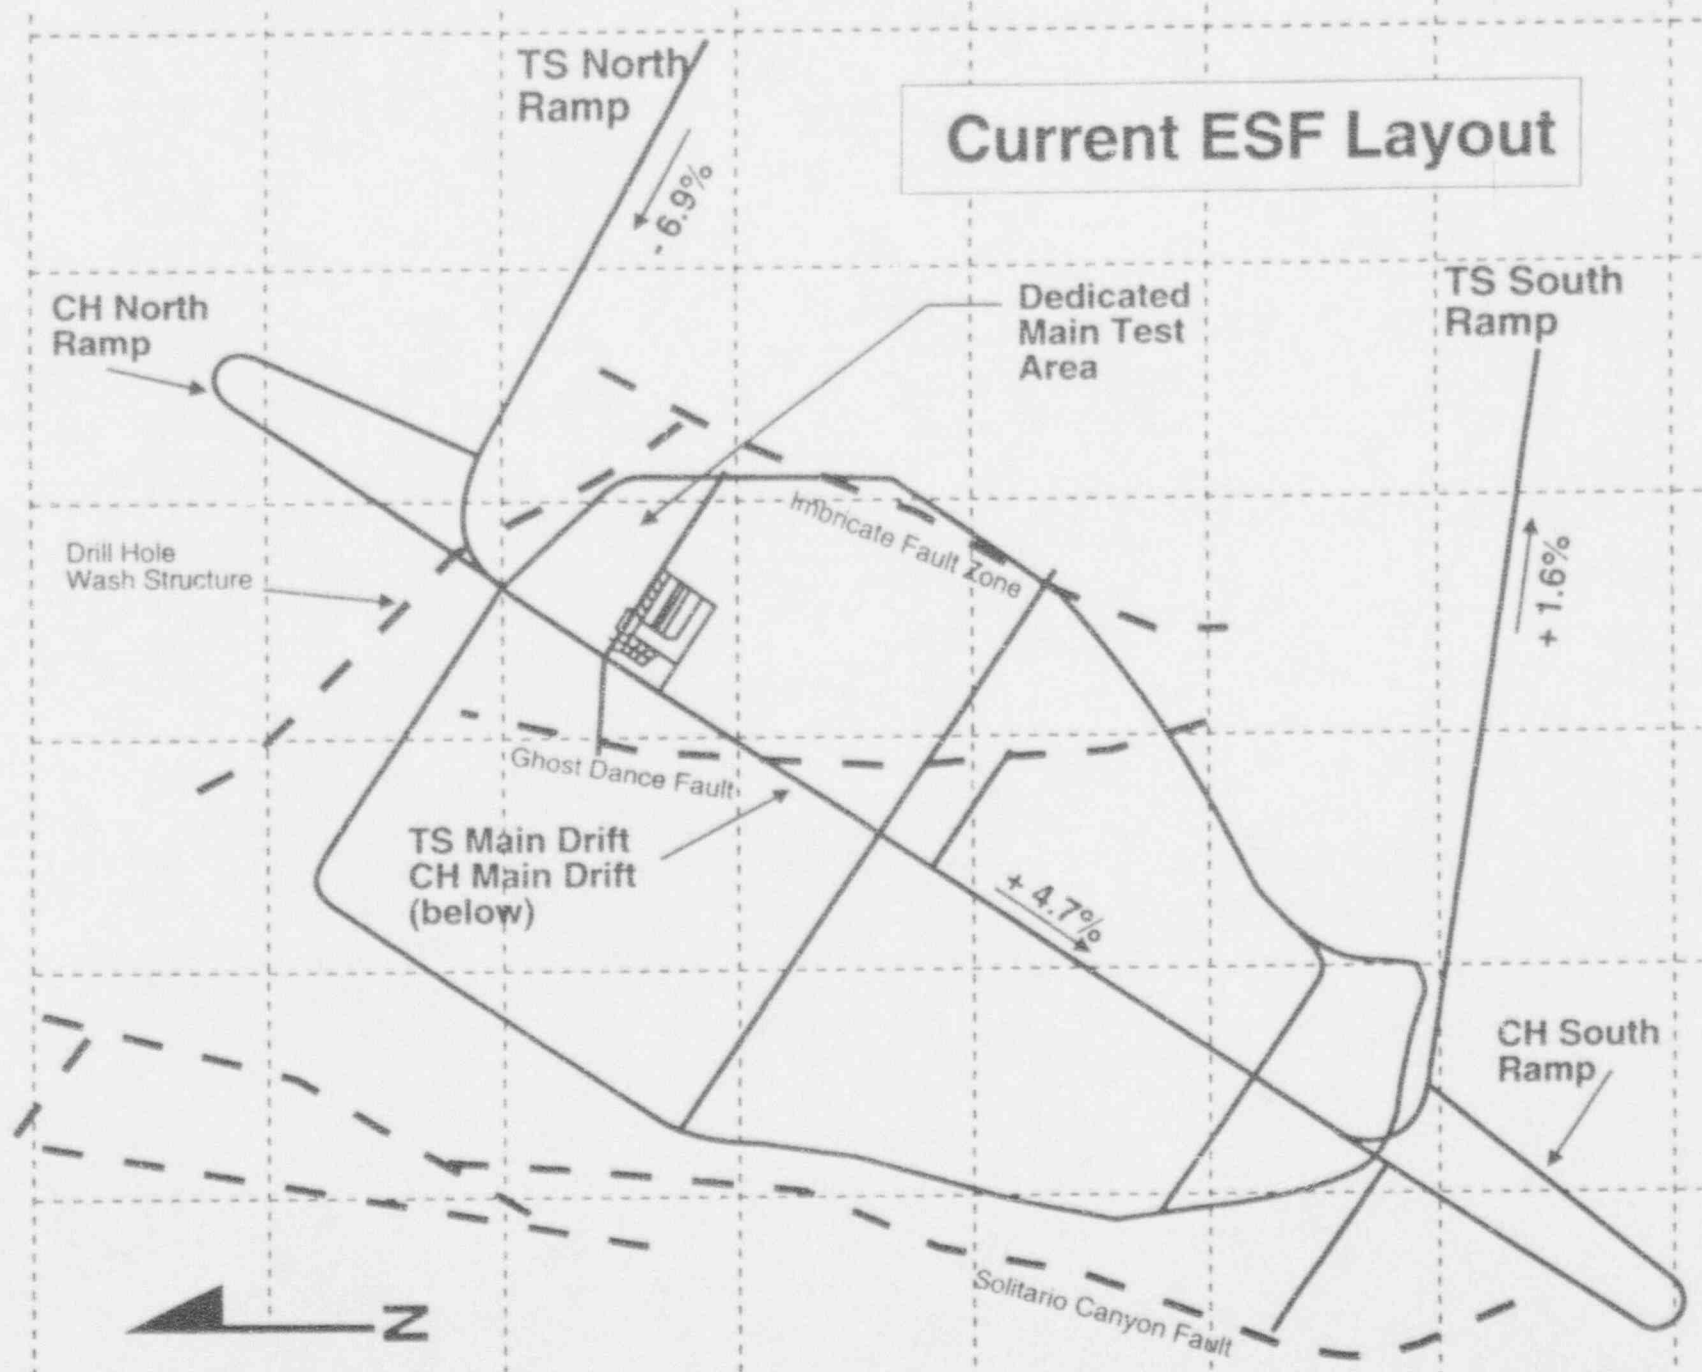 TS North
Ramp
Current ESF Layout
- 6.9%
CH North
Ramp
Dedicated
Main Test
Area
TS South
Ramp
Imbricate Fault Zone
Drill Hole
Wash Structure
+ 1.6%
Ghost Dance Fault
TS Main Drift
CH Main Drift
(below)
+ 4.7%
CH South
Ramp
Solitario Canyon Fault
N